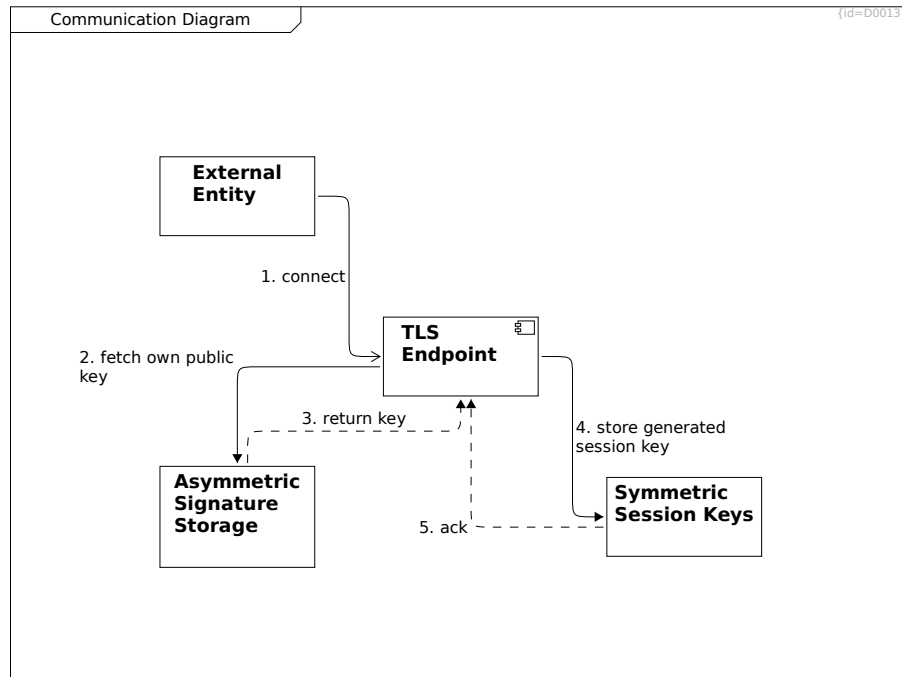 Communication Diagram
{id=D0013
External
Entity
1. connect
TLS
Endpoint
2. fetch own public
key
3. return key
4. store generated
session key
Asymmetric
Signature
Storage
Symmetric
Session Keys
5. ack